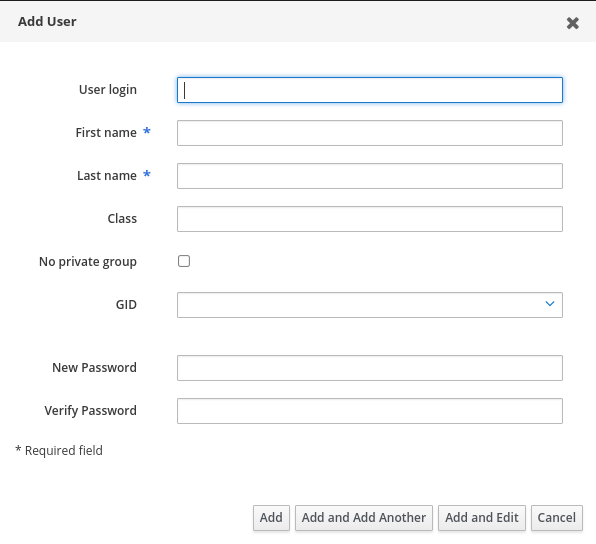 Add User
User login
First name *
Last name *
Class
No private group
GID
New Password
Verify Password
* Required field
Add Add and Add Another Add and Edit Cancel